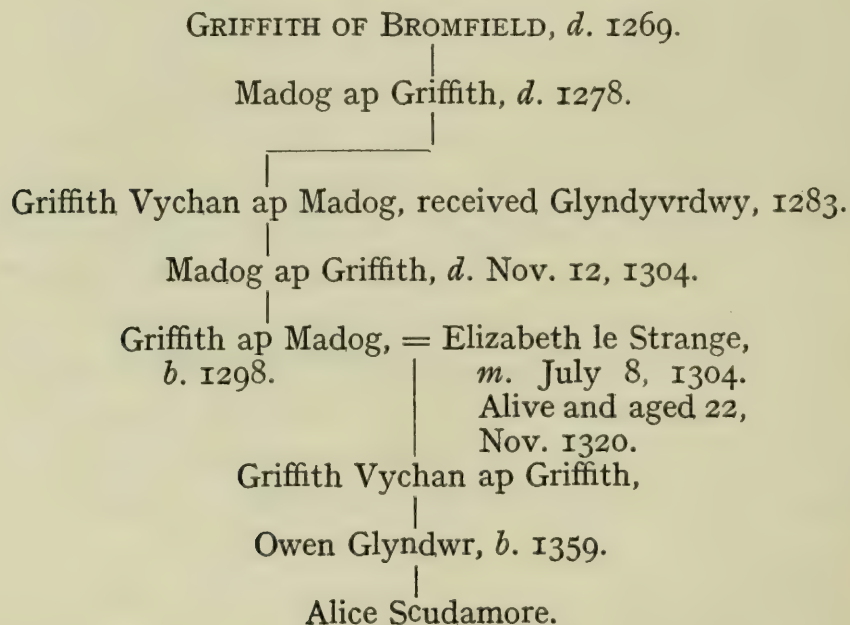 GRIFFITH OF BROMFIELD, d. 1269.
Madog ap Griffith, d. 1278.
Griffith Vychan ap Madog, received Glyndyvrdwy, 1283.
Madog ap Griffith, d. Nov. 12, 1304.
Griffith ap Madog, = Elizabeth le Strange,
b. 1298. m. July 8, 1304.
Alive and aged 22,
Nov. 1320.
Griffith Vychan ap Griffith,
Owen Glyndwr, b. 1359.
Alice Scudamore.